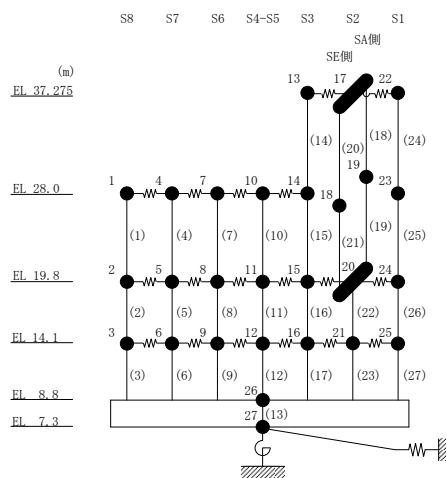 S8 S7 S6 S4-S5 S3 S2 S1
SA側
SE側
(m)
EL 37.275 13 17 22
(14) (20) (18) (24)
19
EL 28.0 1 4 7 10 14 18 23
(1) (4) (7) (10) (15) (21) (19) (25)
EL 19.8 2 5 8 11 15 20 24
(2) (5) (8) (11) (16) (22) (26)
EL 14.1 3 6 9 12 16 21 25
(3) (6) (9) (12) (17) (23) (27)
EL 8.8 26
EL 7.3 27 (13)